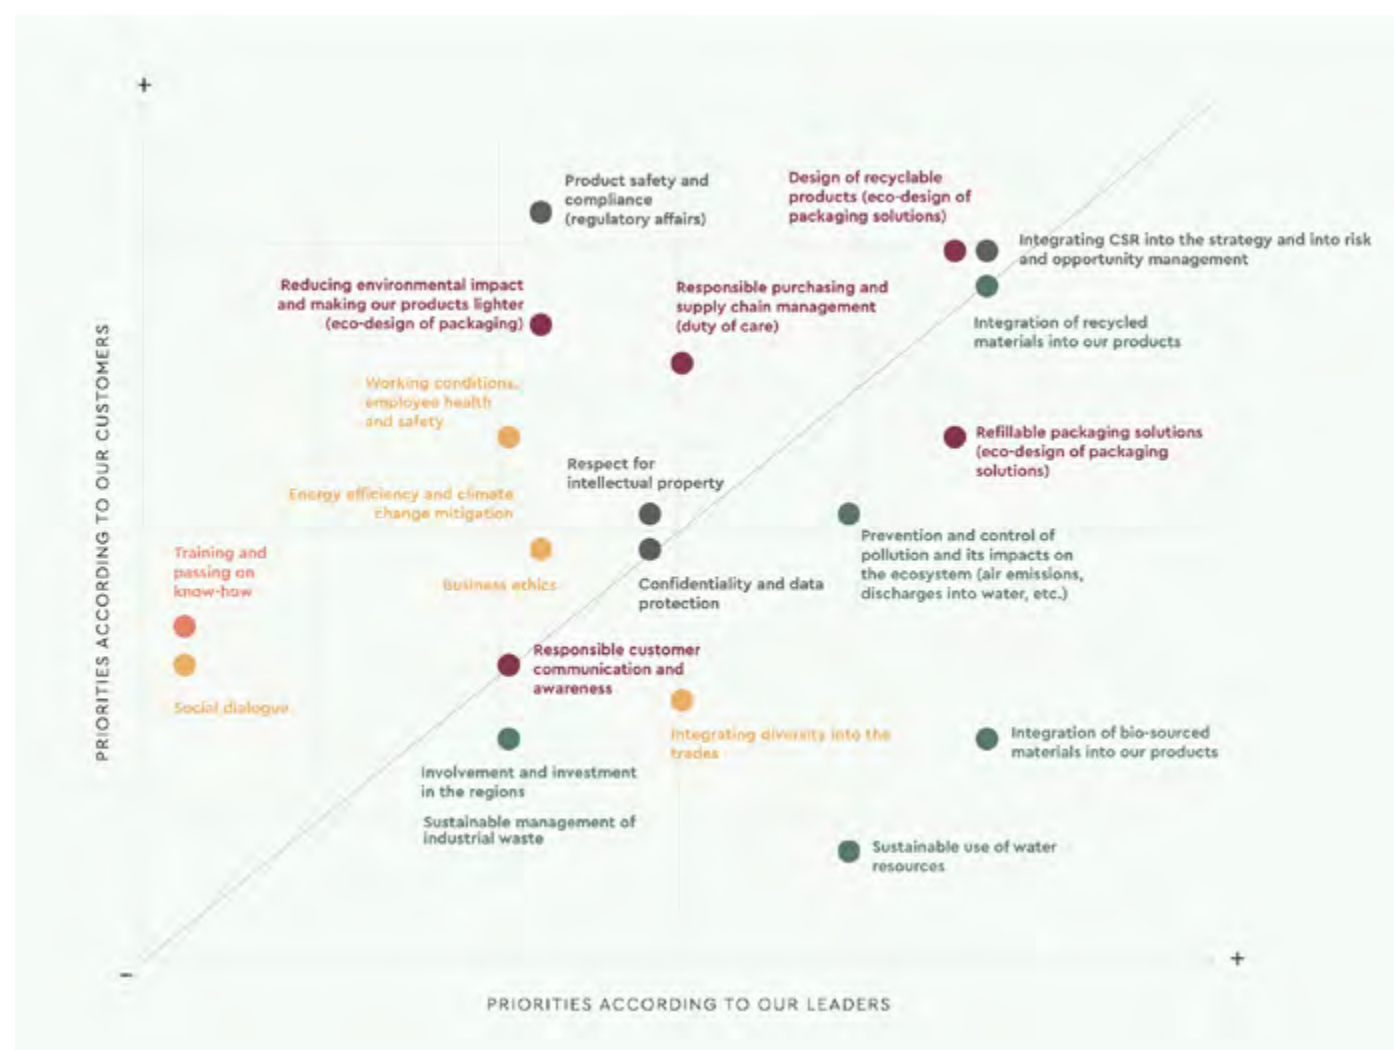 +
Product safety and
compliance
(regulatory affairs)
Design of recyclable
products (eco-design of
packaging solutions)
Integrating CSR into the strategy and into risk
and opportunity management
Reducing environmental impact
and making our products lighter
(eco-design of packaging)
Responsible purchasing and
supply chain management
(duty of care)
Integration of recycled
materials into our products
Working conditions,
employee health
and safety
Refillable packaging solutions
(eco-design of packaging
solutions)
Respect for
intellectual property
Energy efficiency and climate
change mitigation
Prevention and control of
pollution and its impacts on
the ecosystem (air emissions,
discharges into water, etc.)
Training and
passing on
know-how
Business ethics
Confidentiality and data
protection
Responsible customer
communication and
awareness
Social dialogue
Integrating diversity into the
trades
Integration of bio-sourced
materials into our products
Involvement and investment
in the regions
Sustainable management of
industrial waste
Sustainable use of water
resources
PRIORITIES ACCORDING TO OUR CUSTOMERS
–
+
PRIORITIES ACCORDING TO OUR LEADERS